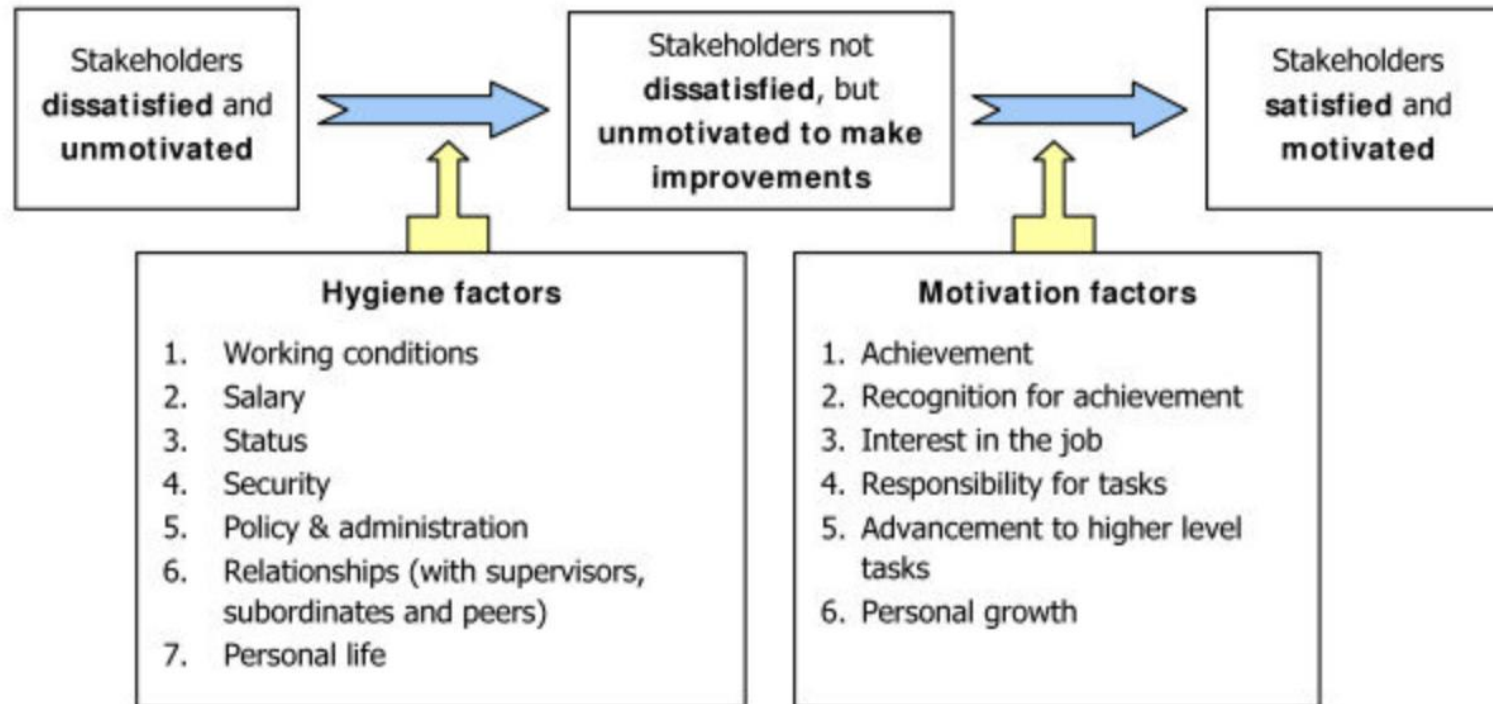 Stakeholders
dissatisfied and
unmotivated
Stakeholders not
dissatisfied, but
unmotivated to make
improvements
Stakeholders
satisfied and
motivated
Hygiene factors
1. Working conditions
2. Salary
3. Status
4. Security
5. Policy & administration
6. Relationships (with supervisors,
subordinates and peers)
7. Personal life
Motivation factors
1. Achievement
2. Recognition for achievement
3. Interest in the job
4. Responsibility for tasks
5. Advancement to higher level
tasks
6. Personal growth